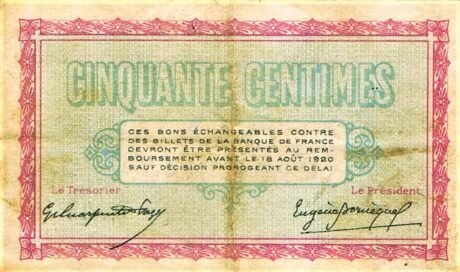 CINQUANTE CENTIMES
CES BONS ÉCHANGEABLES CONTRE
DES BILLETS DE LA BANQUE DE FRANCE
DEVRONT ÊTRE PRÉSENTÉS AU REM-
BOURSEMENT AVANT LE 18 AOÛT 1920
SAUF DÉCISION PROROGEANT CE DÉLAI
Le Trésorier Le Président